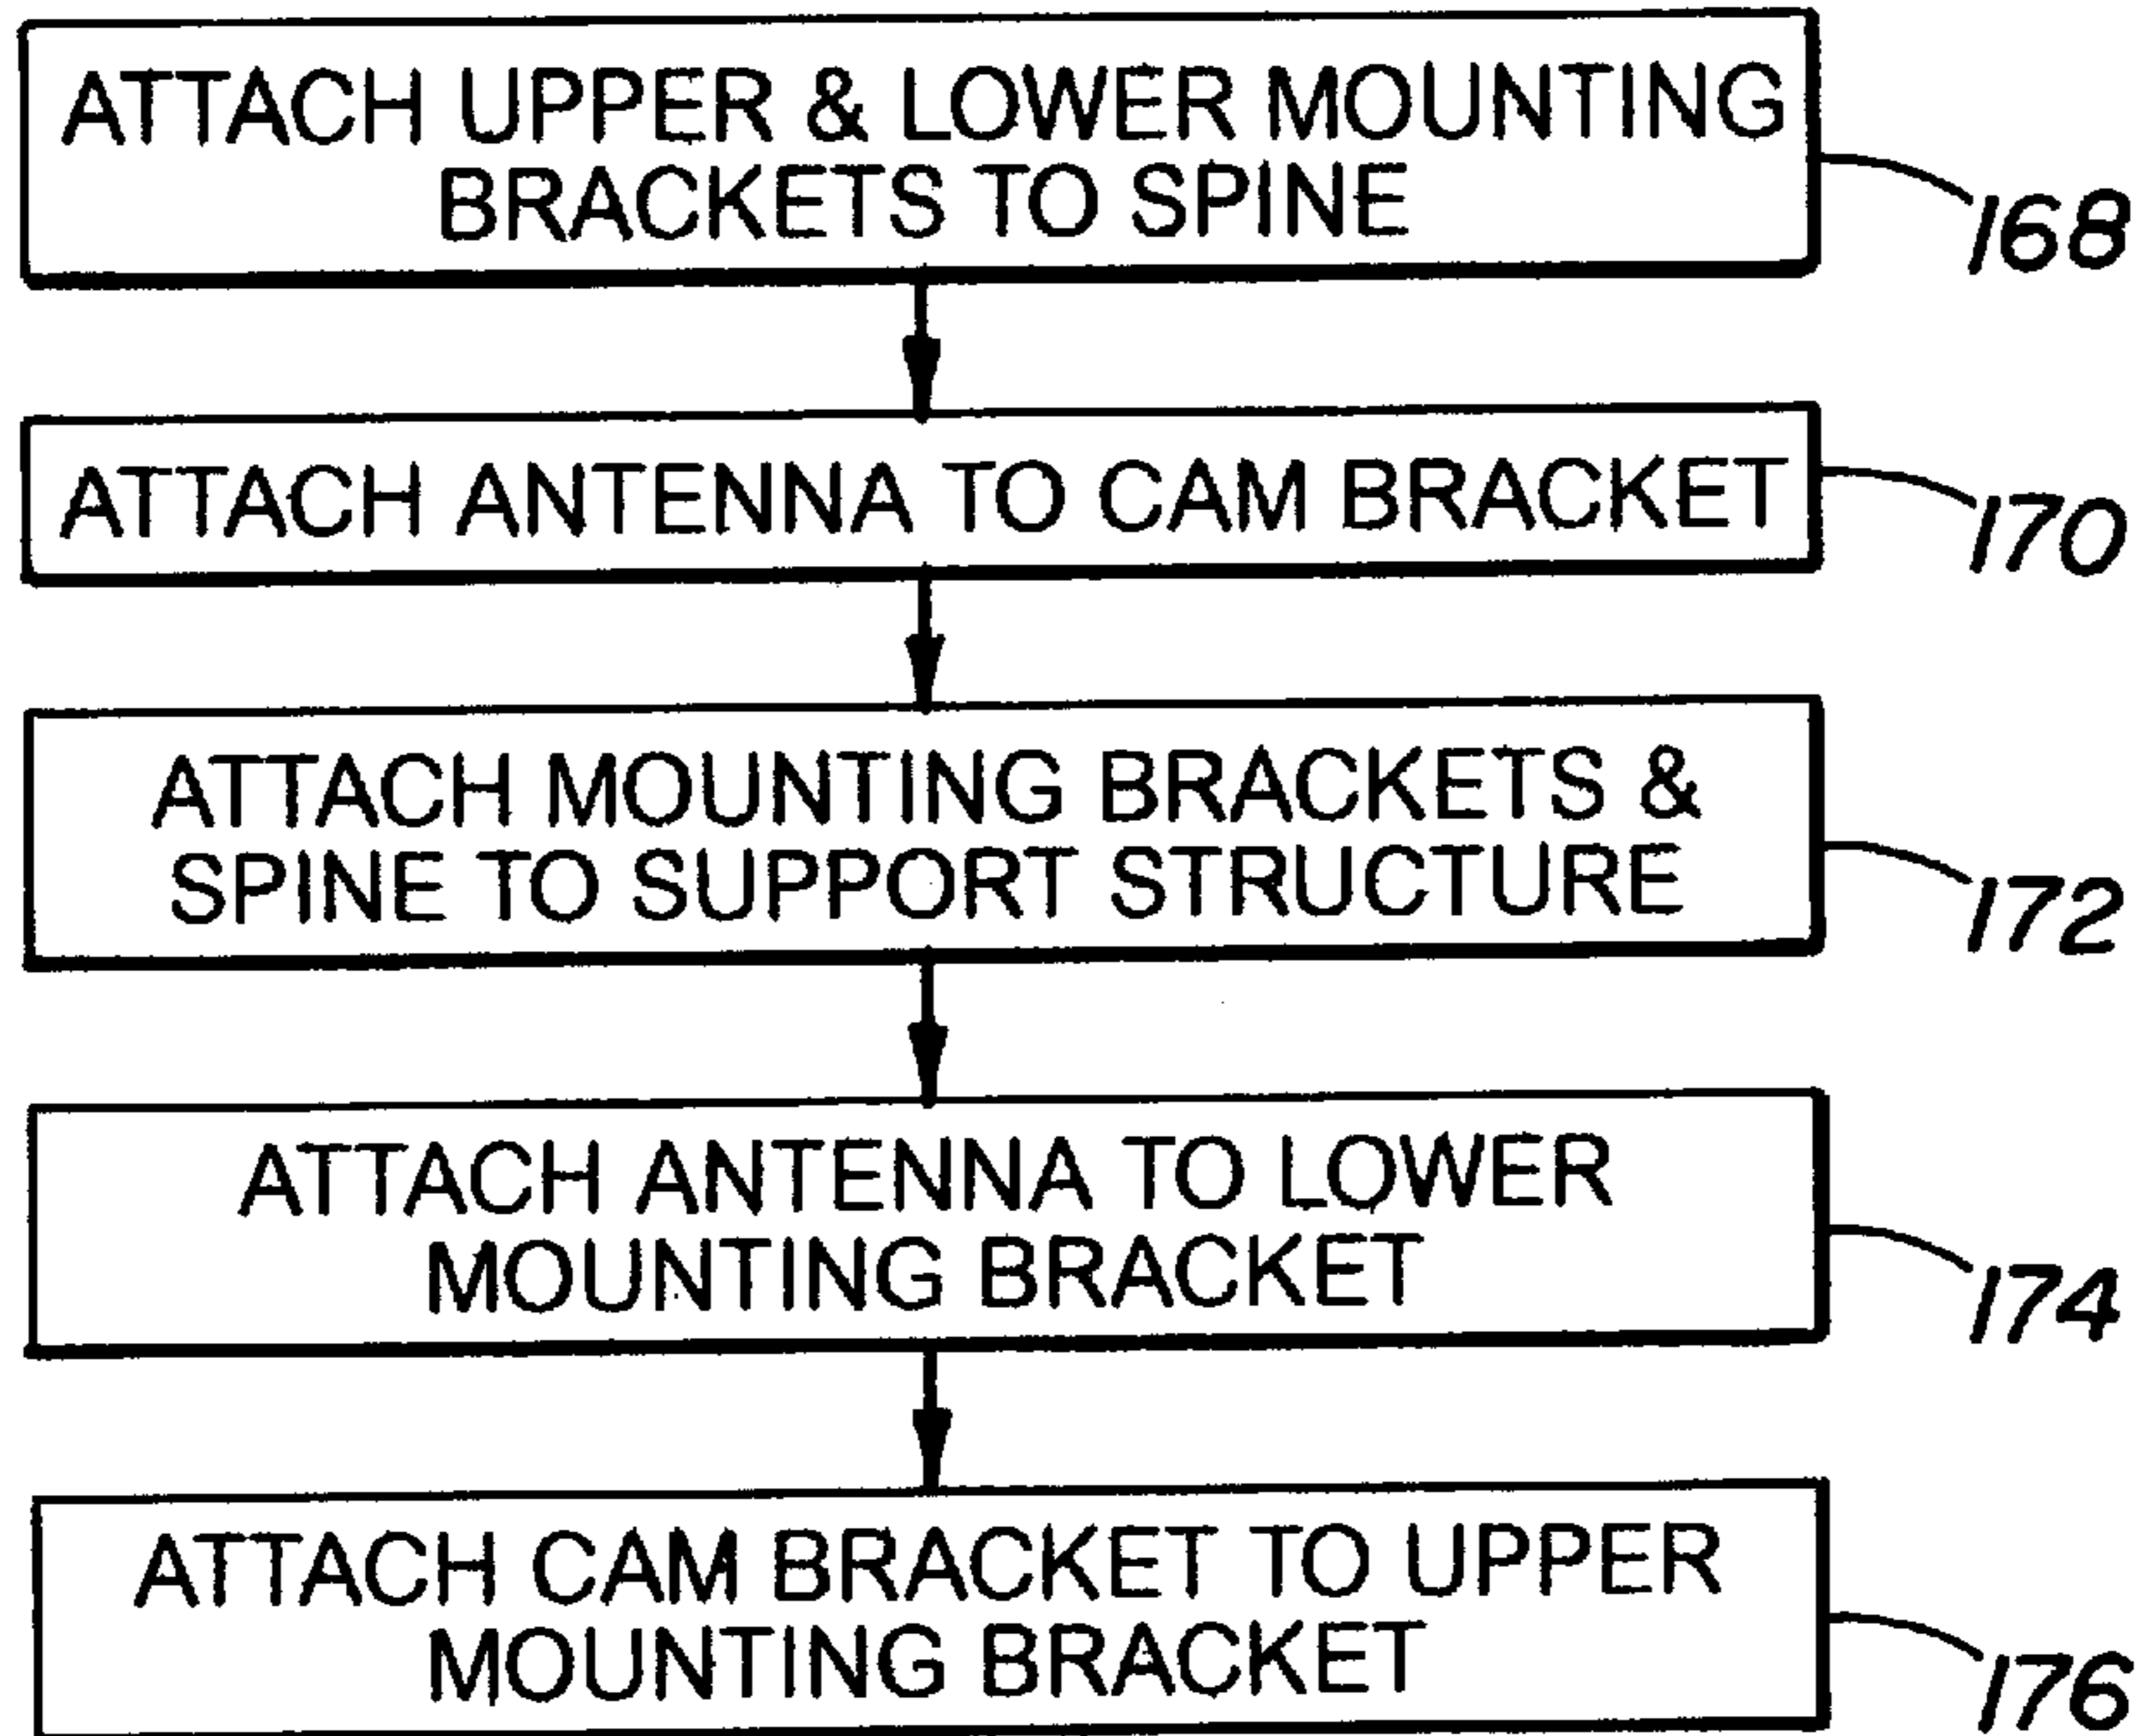 ATTACH UPPER & LOWER MOUNTING
BRACKETS TO SPINE
168
ATTACH ANTENNA TO CAM BRACKET
170
ATTACH MOUNTING BRACKETS &
SPINE TO SUPPORT STRUCTURE
172
ATTACH ANTENNA TO LOWER
MOUNTING BRACKET
174
ATTACH CAM BRACKET TO UPPER
MOUNTING BRACKET
176